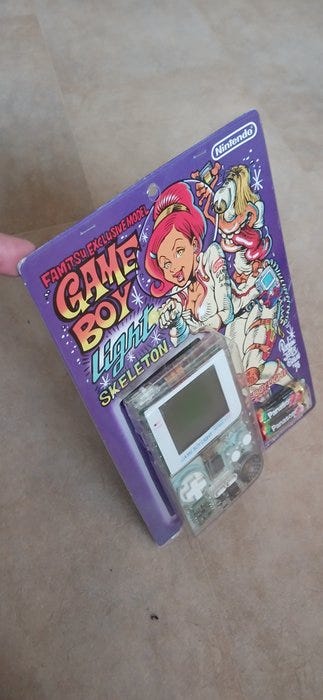 Nintendo
FAMITSU EXCLUSIVE MODEL
GAME
BOY
light
SKELETON
Panasonic
Panasonic